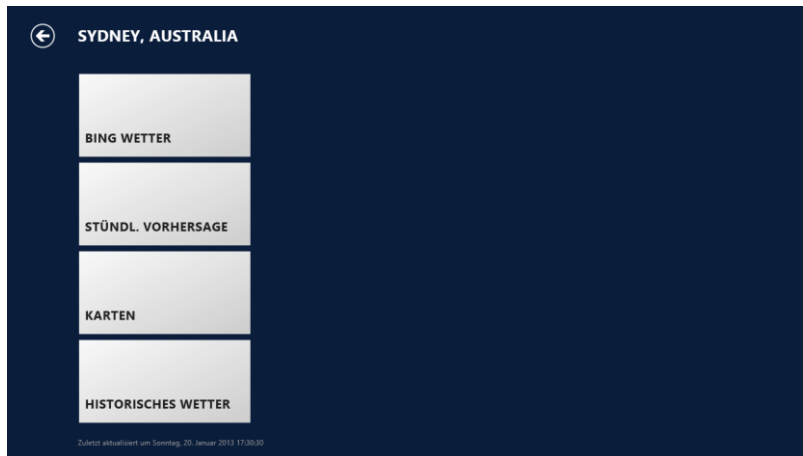 SYDNEY, AUSTRALIA
BING WETTER
STÜNDL. VORHERSAGE
KARTEN
HISTORISCHES WETTER
Zuletzt aktualisiert um Sonntag, 20. Januar 2013 17:30:30